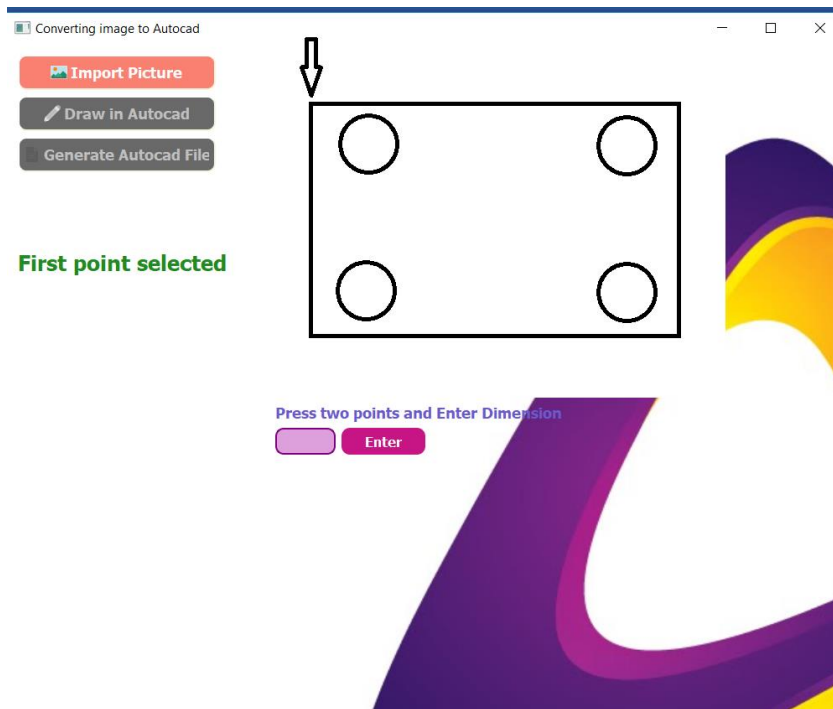 Converting image to Autocad
Import Picture
Draw in Autocad
Generate Autocad File
First point selected
Press two points and Enter Dimension
Enter